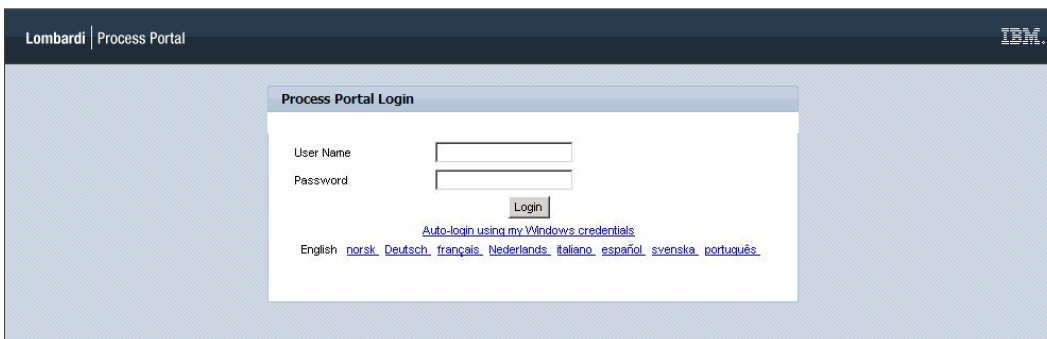 Lombardi | Process Portal
IBM.
Process Portal Login
User Name
Password
Login
Auto-login using my Windows credentials
English norsk Deutsch français Nederlands italiano español svenska português